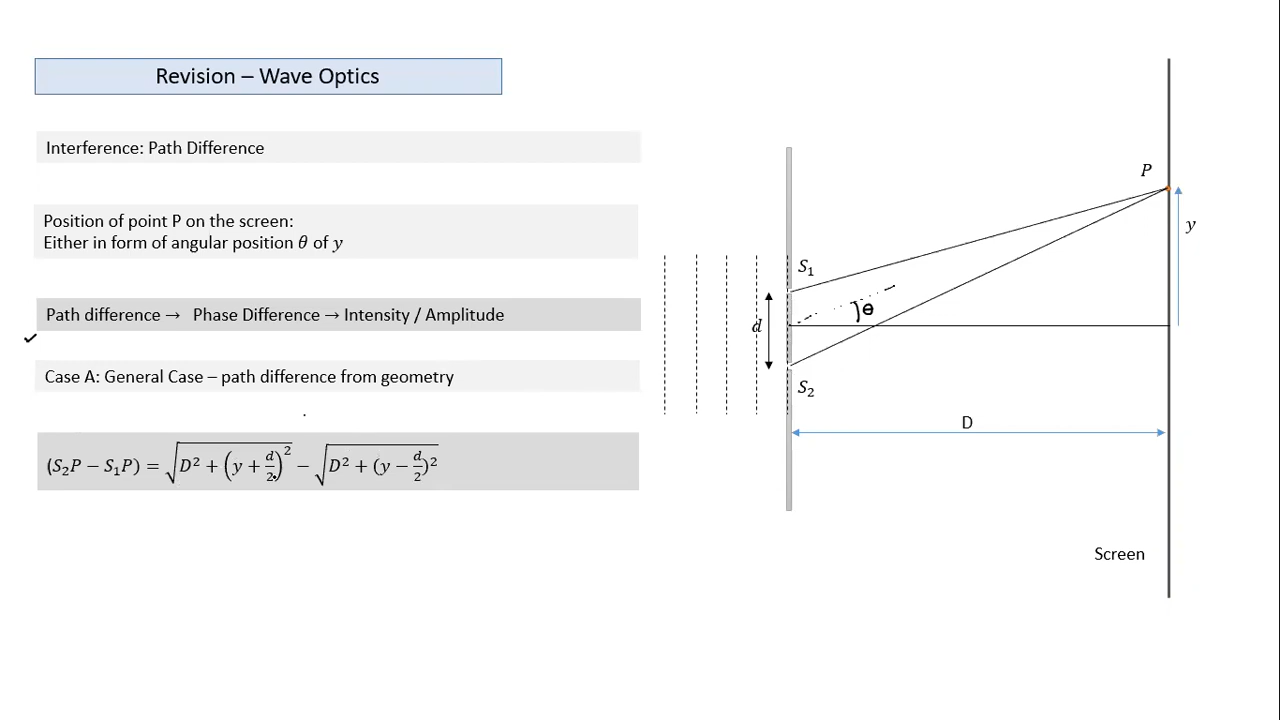 Revision – Wave Optics
Interference: Path Difference
Position of point P on the screen:
Either in form of angular position θ of y
Path difference → Phase Difference → Intensity / Amplitude
Case A: General Case – path difference from geometry
(S₂P − S₁P) = √(D² + (y + d/2)²) − √(D² + (y − d/2)²)
P
y
S₁
θ
d
S₂
D
Screen